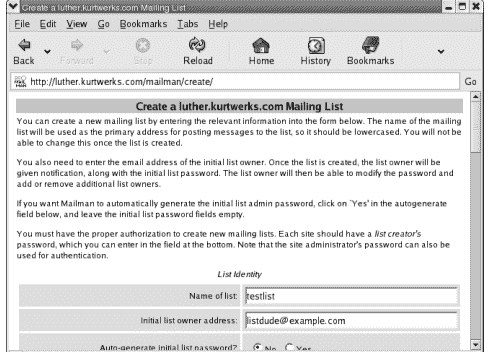 Create a luther.kurtwerks.com Mailing List
File Edit View Go Bookmarks Tabs Help
Back Forward Stop Reload Home History Bookmarks
http://luther.kurtwerks.com/mailman/create/ Go
Create a luther.kurtwerks.com Mailing List
You can create a new mailing list by entering the relevant information into the form below. The name of the mailing
list will be used as the primary address for posting messages to the list, so it should be lowercased. You will not be
able to change this once the list is created.
You also need to enter the email address of the initial list owner. Once the list is created, the list owner will be
given notification, along with the initial list password. The list owner will then be able to modify the password and
add or remove additional list owners.
If you want Mailman to automatically generate the initial list admin password, click on `Yes' in the autogenerate
field below, and leave the initial list password fields empty.
You must have the proper authorization to create new mailing lists. Each site should have a list creator's
password, which you can enter in the field at the bottom. Note that the site administrator's password can also be
used for authentication.
List Identity
Name of list: testlist
Initial list owner address: listdude@example.com
Auto-generate initial list password? No Yes